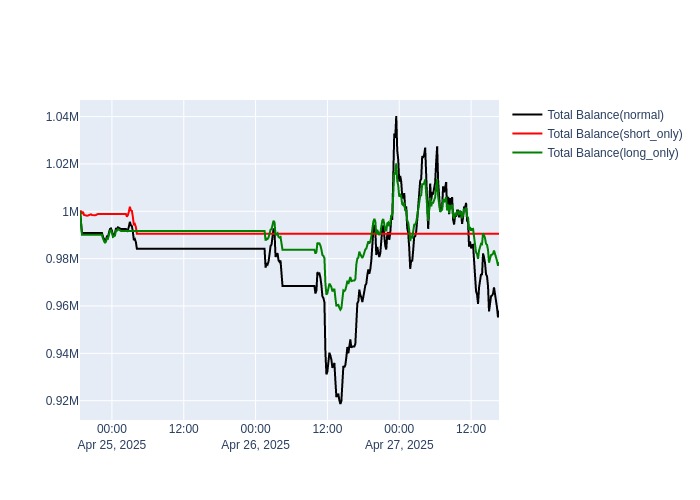 1.04M
1.02M
1M
0.98M
0.96M
0.94M
0.92M
00:00
Apr 25, 2025
12:00
00:00
Apr 26, 2025
12:00
00:00
Apr 27, 2025
12:00
Total Balance(normal)
Total Balance(short_only)
Total Balance(long_only)